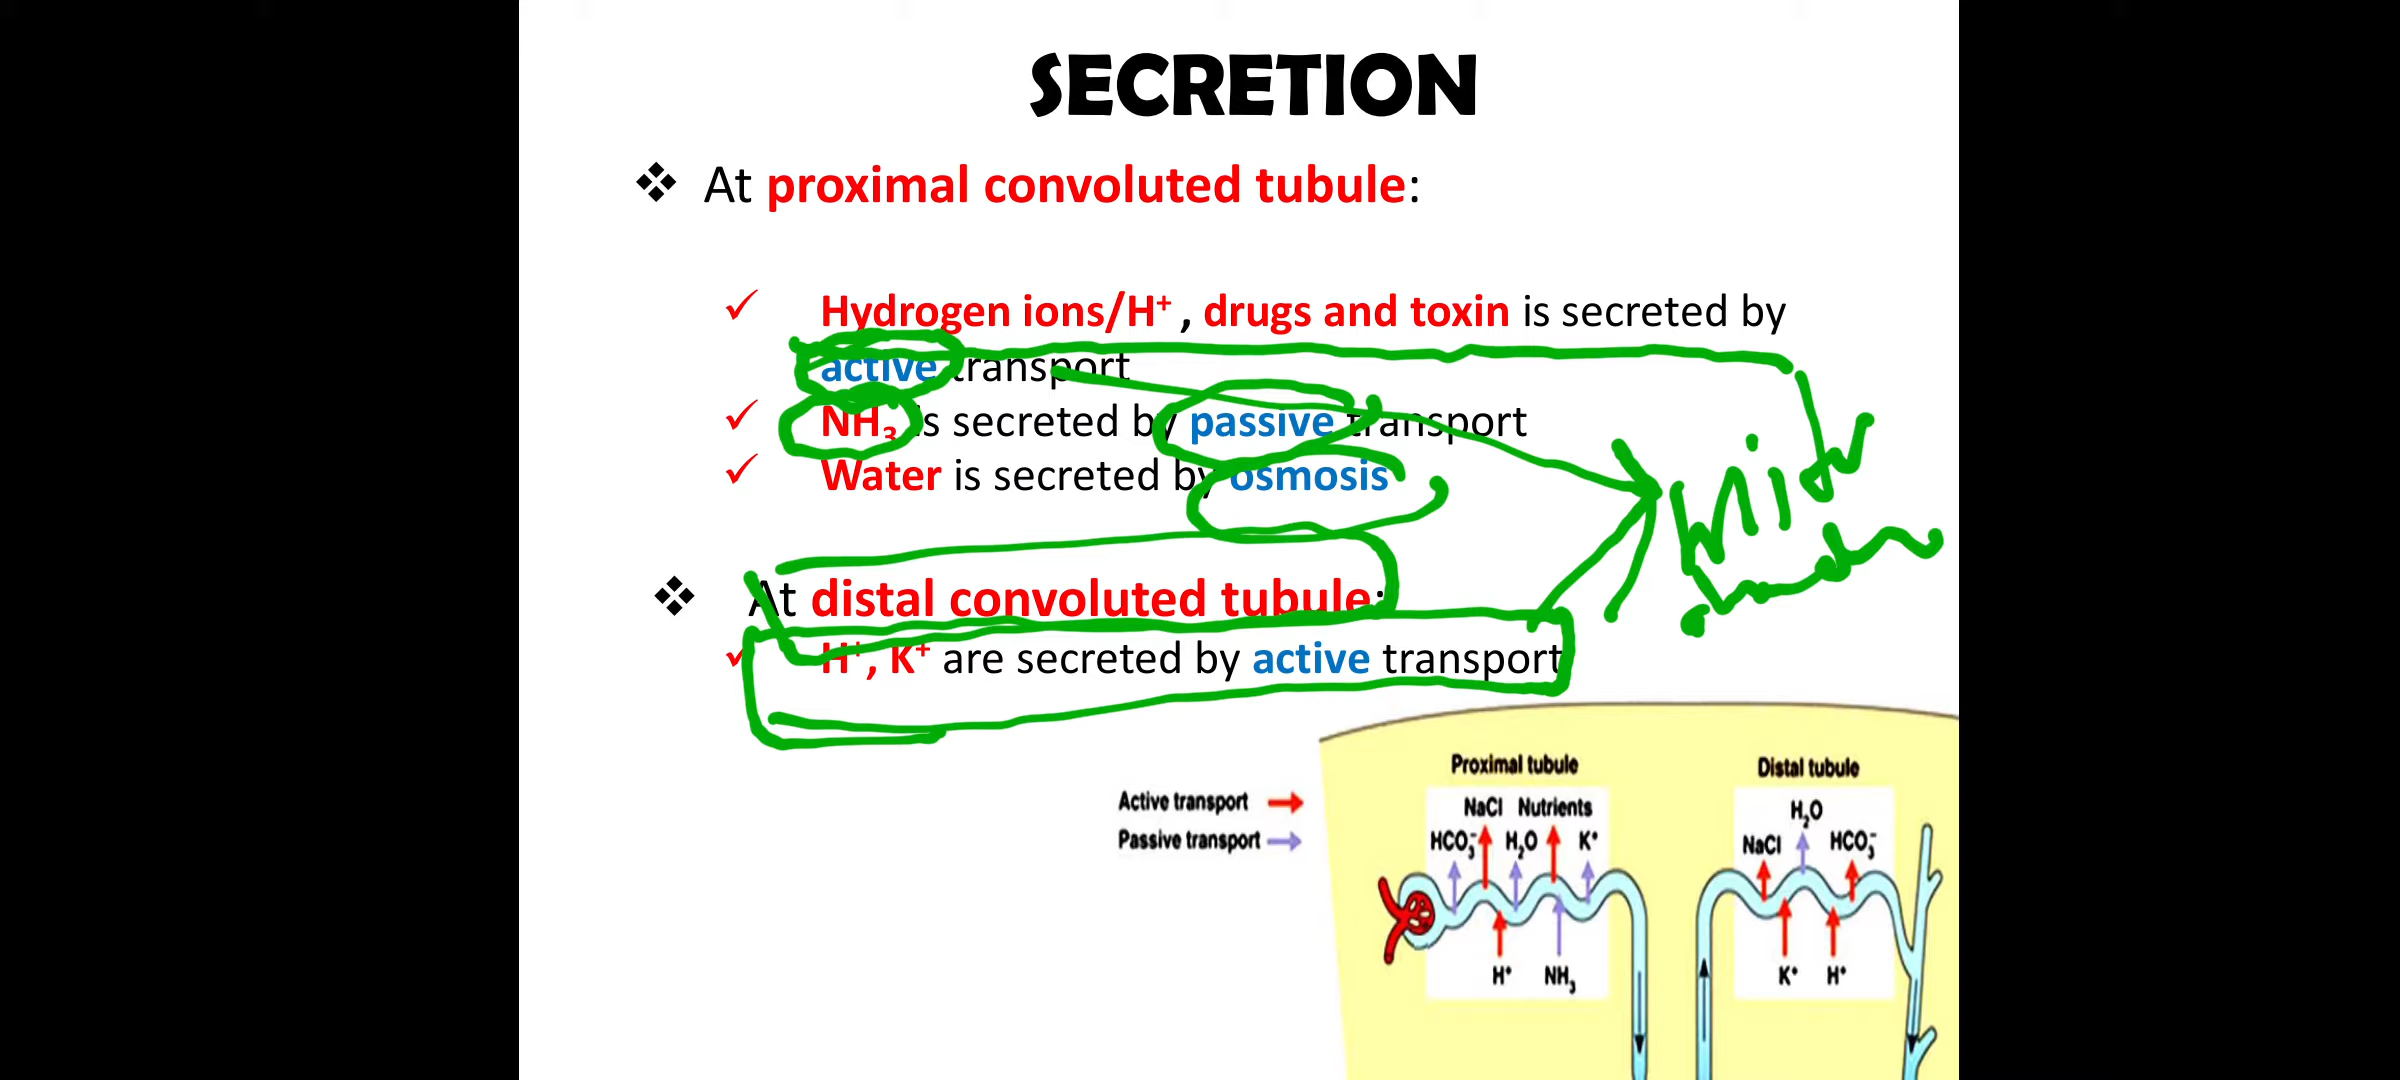 SECRETION
❖ At proximal convoluted tubule:
✓ Hydrogen ions/H⁺ , drugs and toxin is secreted by
active transport
✓ NH₃ is secreted by passive transport
✓ Water is secreted by osmosis
❖ At distal convoluted tubule:
✓ H⁺, K⁺ are secreted by active transport
Proximal tubule
Distal tubule
Active transport
Passive transport
NaCl Nutrients
HCO₃⁻ H₂O K⁺
H⁺ NH₃
H₂O
NaCl HCO₃⁻
K⁺ H⁺